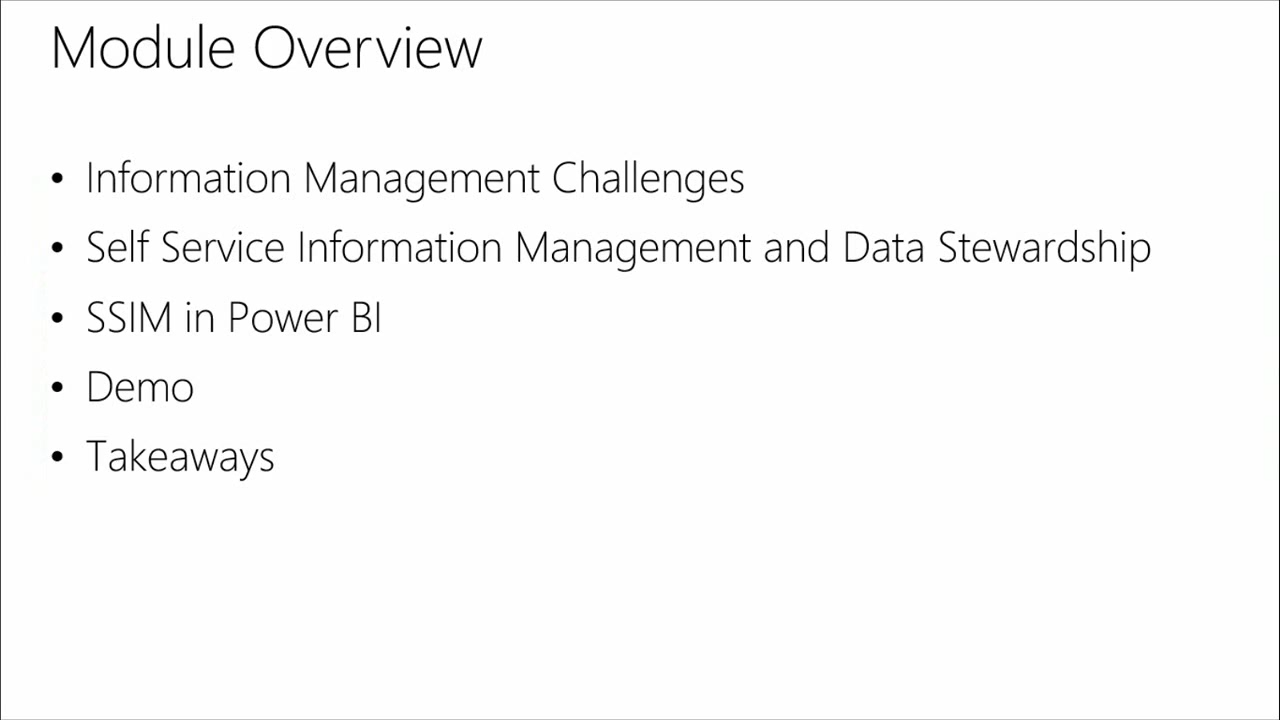 Module Overview
• Information Management Challenges
• Self Service Information Management and Data Stewardship
• SSIM in Power BI
• Demo
• Takeaways